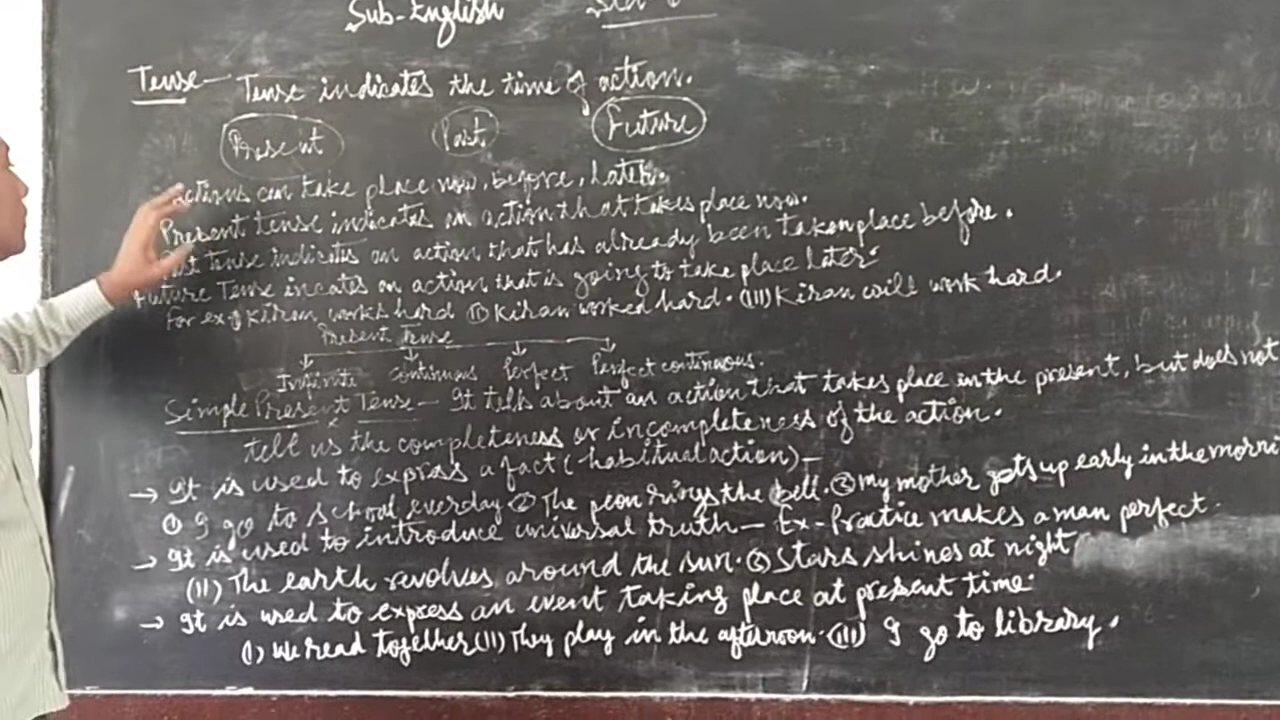 Sub-English Std-
Tense- Tense indicates the time of action.
Present Past Future
Actions can take place now, before, later.
Present tense indicates an action that takes place now.
Past tense indicates an action that has already been taken place before.
Future Tense incates an action that is going to take place later.
For ex-(I) Kiran works hard (II) Kiran worked hard. (III) Kiran will work hard.
Present Tense
Infinite continuous Perfect Perfect continuous.
Simple Present Tense- It tells about an action that takes place in the present, but does not
tell us the completeness or incompleteness of the action.
→ It is used to express a fact (habitual action)-
① I go to school everyday ② The peon rings the bell. ③ My mother gets up early in the morni
→ It is used to introduce universal truth- Ex-Pratice makes a man perfect.
(II) The earth revolves around the sun. ③ Stars shines at night
→ It is used to express an event taking place at present time.
(I) We read together (II) They play in the afternoon. (III) I go to library.